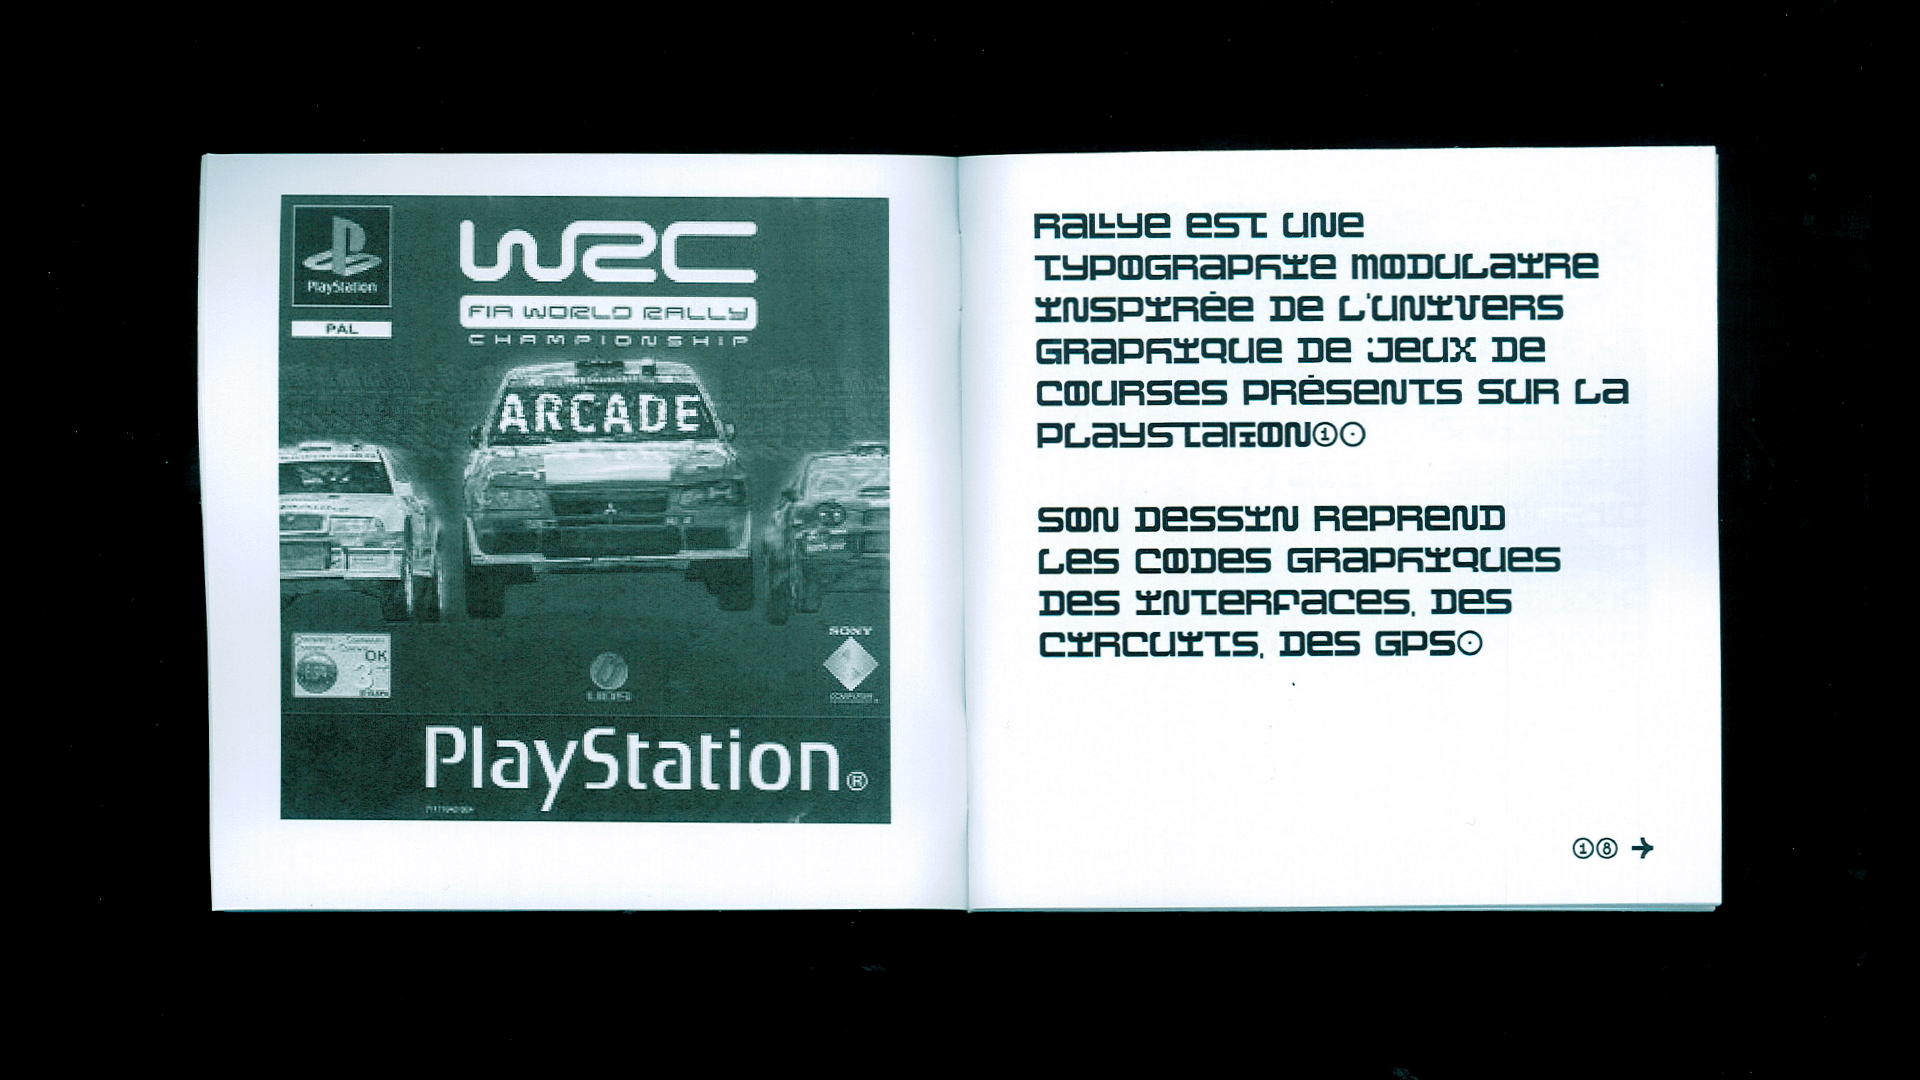 PlayStation
PAL
WRC
FIA WORLD RALLY
CHAMPIONSHIP
ARCADE
OK
SONY
COMPUTER
PlayStation®
Rallye est une
typographie modulaire
inspirée de l'univers
graphique de jeux de
courses présents sur la
Playstation①⊙
Son dessin reprend
les codes graphiques
des interfaces, des
circuits, des GPS⊙
①⑧ →